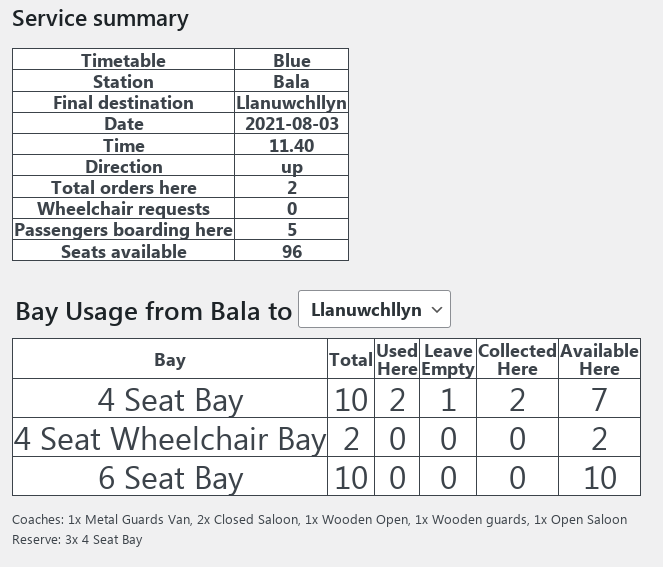 Service summary
Timetable Blue
Station Bala
Final destination Llanuwchllyn
Date 2021-08-03
Time 11.40
Direction up
Total orders here 2
Wheelchair requests 0
Passengers boarding here 5
Seats available 96
Bay Usage from Bala to Llanuwchllyn
Bay Total Used Here Leave Empty Collected Here Available Here
4 Seat Bay 10 2 1 2 7
4 Seat Wheelchair Bay 2 0 0 0 2
6 Seat Bay 10 0 0 0 10
Coaches: 1x Metal Guards Van, 2x Closed Saloon, 1x Wooden Open, 1x Wooden guards, 1x Open Saloon
Reserve: 3x 4 Seat Bay